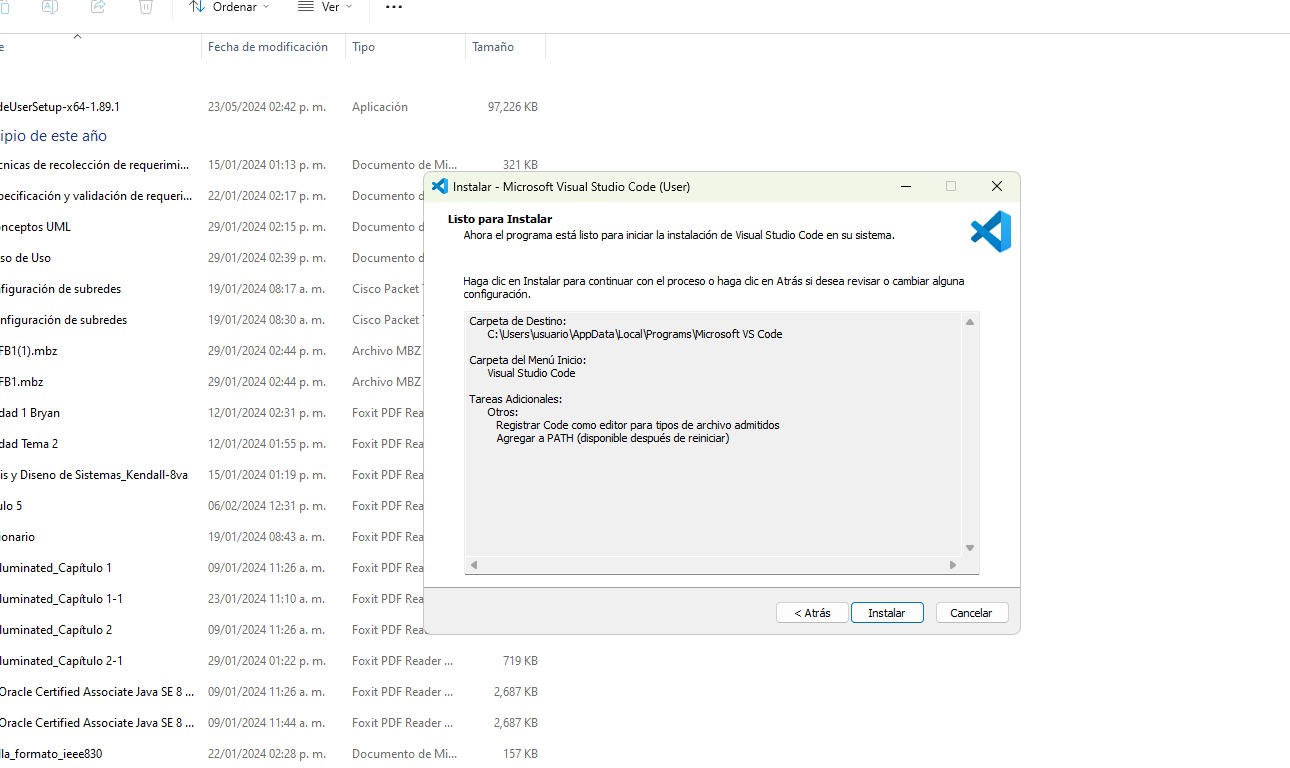 Ordenar
Ver
Fecha de modificación Tipo Tamaño
deUserSetup-x64-1.89.1 23/05/2024 02:42 p. m. Aplicación 97,226 KB
ipio de este año
cnicas de recolección de requerimi... 15/01/2024 01:13 p. m. Documento de Mi... 321 KB
pecificación y validación de requeri... 22/01/2024 02:17 p. m. Documento d
nceptos UML 29/01/2024 02:15 p. m. Documento d
so de Uso 29/01/2024 02:39 p. m. Documento d
figuración de subredes 19/01/2024 08:17 a. m. Cisco Packet
nfiguración de subredes 19/01/2024 08:30 a. m. Cisco Packet
FB1(1).mbz 29/01/2024 02:44 p. m. Archivo MBZ
FB1.mbz 29/01/2024 02:44 p. m. Archivo MBZ
dad 1 Bryan 12/01/2024 02:31 p. m. Foxit PDF Rea
dad Tema 2 12/01/2024 01:55 p. m. Foxit PDF Rea
is y Diseno de Sistemas_Kendall-8va 15/01/2024 01:19 p. m. Foxit PDF Rea
ulo 5 06/02/2024 12:31 p. m. Foxit PDF Rea
ionario 19/01/2024 08:43 a. m. Foxit PDF Rea
luminated_Capítulo 1 09/01/2024 11:26 a. m. Foxit PDF Rea
luminated_Capítulo 1-1 23/01/2024 11:10 a. m. Foxit PDF Rea
luminated_Capítulo 2 09/01/2024 11:26 a. m. Foxit PDF Rea
luminated_Capítulo 2-1 29/01/2024 01:22 p. m. Foxit PDF Reader ... 719 KB
Oracle Certified Associate Java SE 8 ... 09/01/2024 11:26 a. m. Foxit PDF Reader ... 2,687 KB
Oracle Certified Associate Java SE 8 ... 09/01/2024 11:44 a. m. Foxit PDF Reader ... 2,687 KB
lla_formato_ieee830 22/01/2024 02:28 p. m. Documento de Mi... 157 KB
Instalar - Microsoft Visual Studio Code (User)
Listo para Instalar
Ahora el programa está listo para iniciar la instalación de Visual Studio Code en su sistema.
Haga clic en Instalar para continuar con el proceso o haga clic en Atrás si desea revisar o cambiar alguna
configuración.
Carpeta de Destino:
C:\Users\usuario\AppData\Local\Programs\Microsoft VS Code
Carpeta del Menú Inicio:
Visual Studio Code
Tareas Adicionales:
Otros:
Registrar Code como editor para tipos de archivo admitidos
Agregar a PATH (disponible después de reiniciar)
< Atrás Instalar Cancelar